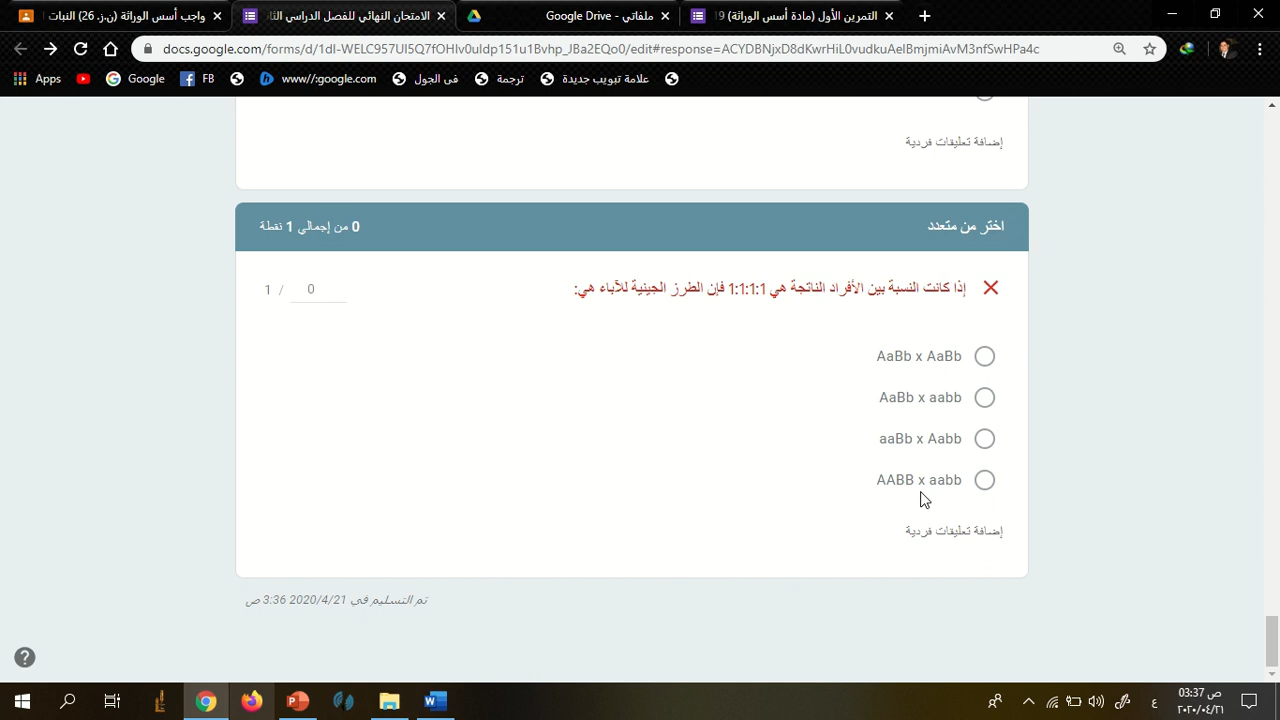 واجب أسس الوراثة (ن.ز. 26) النبات
الامتحان النهائي للفصل الدراسي الثاذ
ملفاتي - Google Drive
التمرين الأول (مادة أسس الوراثة) 19
docs.google.com/forms/d/1dI-WELC957UI5Q7fOHIv0uIdp151u1Bvhp_JBa2EQo0/edit#response=ACYDBNjxD8dKwrHiL0vudkuAeIBmjmiAvM3nfSwHPa4c
Apps
Google
FB
www//:google.com
في الجول
ترجمة
علامة تبويب جديدة
إضافة تعليقات فردية
اختر من متعدد
0 من إجمالي 1 نقطة
إذا كانت النسبة بين الأفراد الناتجة هي 1:1:1:1 فإن الطرز الجينية للآباء هي:
1 / 0
AaBb x AaBb
AaBb x aabb
aaBb x Aabb
AABB x aabb
إضافة تعليقات فردية
تم التسليم في 2020/4/21 3:36 ص
?
ع
03:37 ص
٢٠٢٠/٠٤/٢١